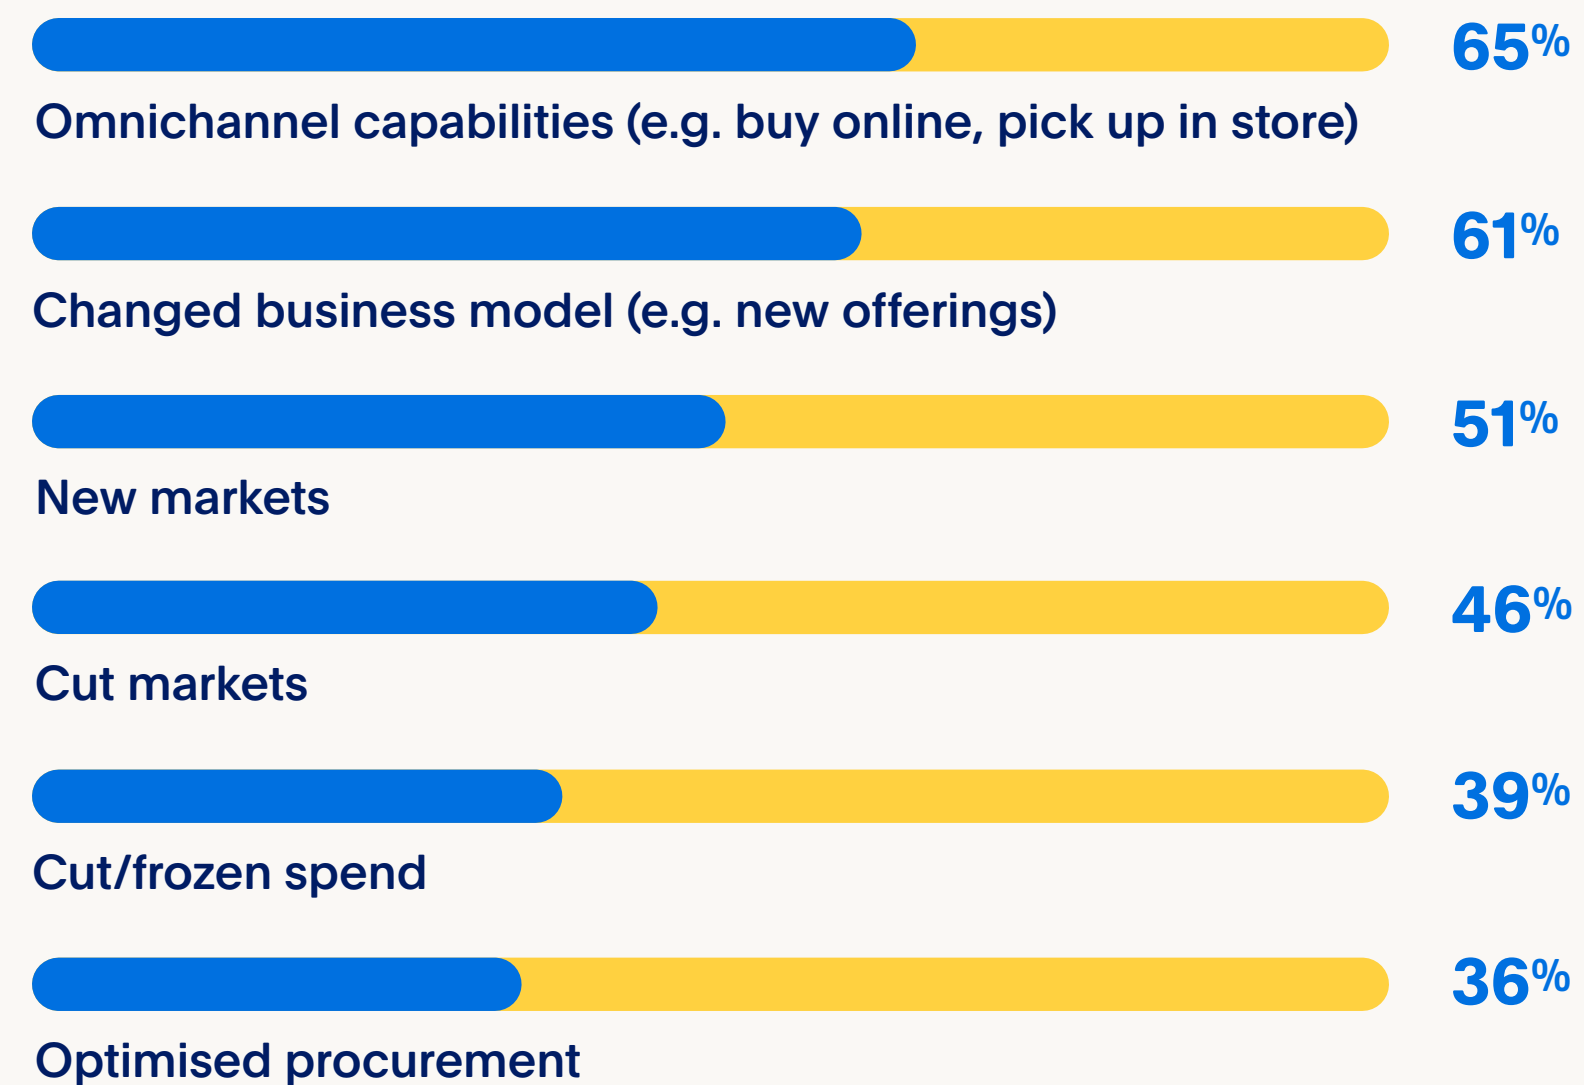 65%
Omnichannel capabilities (e.g. buy online, pick up in store)
61%
Changed business model (e.g. new offerings)
51%
New markets
46%
Cut markets
39%
Cut/frozen spend
36%
Optimised procurement